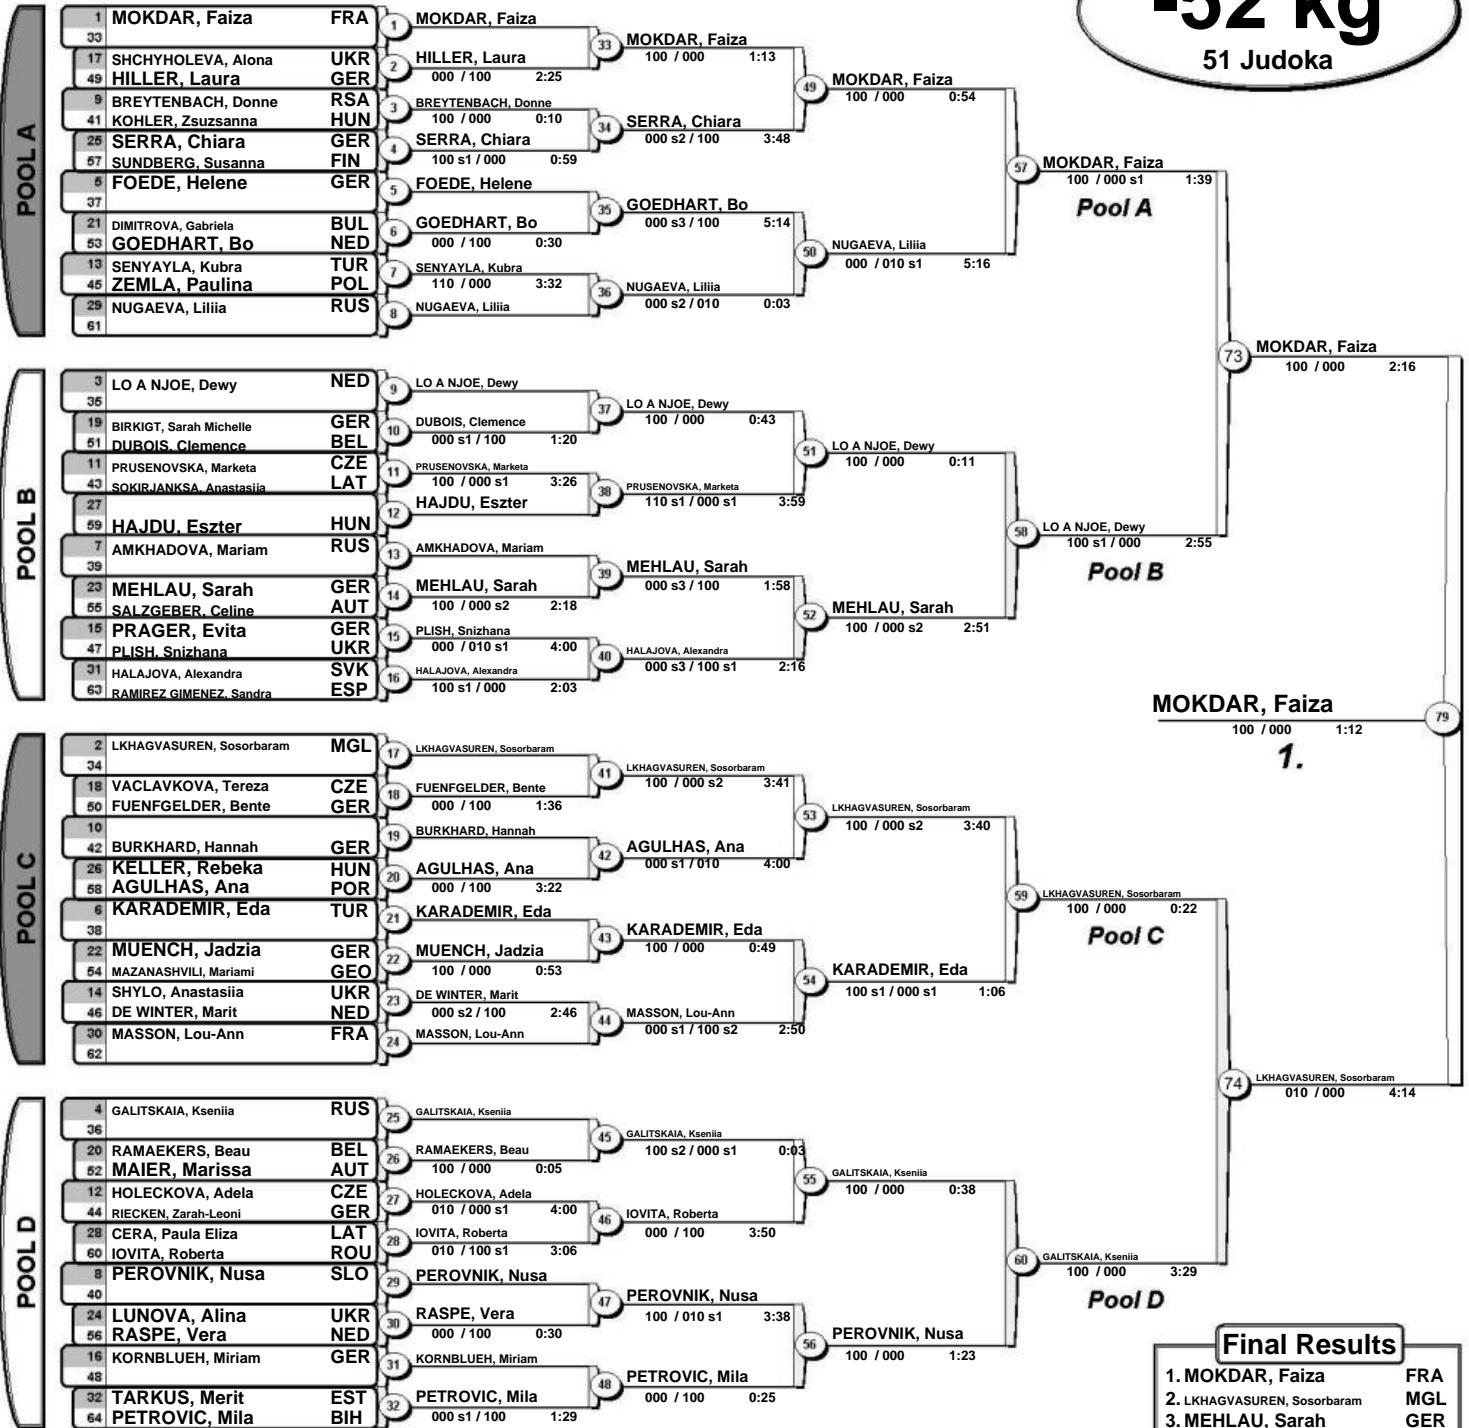 -52 kg
51 Judoka
POOL A
1 MOKDAR, Faiza FRA
33
17 SHCHYHOLEVA, Alona UKR
49 HILLER, Laura GER
9 BREYTENBACH, Donne RSA
41 KOHLER, Zsuzsanna HUN
25 SERRA, Chiara GER
57 SUNDBERG, Susanna FIN
5 FOEDE, Helene GER
37
21 DIMITROVA, Gabriela BUL
53 GOEDHART, Bo NED
13 SENYAYLA, Kubra TUR
45 ZEMLA, Paulina POL
29 NUGAEVA, Liliia RUS
61
1 MOKDAR, Faiza
2 HILLER, Laura
000 / 100 2:25
3 BREYTENBACH, Donne
100 / 000 0:10
4 SERRA, Chiara
100 s1 / 000 0:59
5 FOEDE, Helene
6 GOEDHART, Bo
000 / 100 0:30
7 SENYAYLA, Kubra
110 / 000 3:32
8 NUGAEVA, Liliia
33 MOKDAR, Faiza
100 / 000 1:13
34 SERRA, Chiara
000 s2 / 100 3:48
35 GOEDHART, Bo
000 s3 / 100 5:14
36 NUGAEVA, Liliia
000 s2 / 010 0:03
49 MOKDAR, Faiza
100 / 000 0:54
50 NUGAEVA, Liliia
000 / 010 s1 5:16
57 MOKDAR, Faiza
100 / 000 s1 1:39
Pool A
POOL B
3 LO A NJOE, Dewy NED
35
19 BIRKIGT, Sarah Michelle GER
51 DUBOIS, Clemence BEL
11 PRUSENOVSKA, Marketa CZE
43 SOKIRJANKSA, Anastasija LAT
27
59 HAJDU, Eszter HUN
7 AMKHADOVA, Mariam RUS
39
23 MEHLAU, Sarah GER
55 SALZGEBER, Celine AUT
15 PRAGER, Evita GER
47 PLISH, Snizhana UKR
31 HALAJOVA, Alexandra SVK
63 RAMIREZ GIMENEZ, Sandra ESP
9 LO A NJOE, Dewy
10 DUBOIS, Clemence
000 s1 / 100 1:20
11 PRUSENOVSKA, Marketa
100 / 000 s1 3:26
12 HAJDU, Eszter
13 AMKHADOVA, Mariam
14 MEHLAU, Sarah
100 / 000 s2 2:18
15 PLISH, Snizhana
000 / 010 s1 4:00
16 HALAJOVA, Alexandra
100 s1 / 000 2:03
37 LO A NJOE, Dewy
100 / 000 0:43
38 PRUSENOVSKA, Marketa
110 s1 / 000 s1 3:59
39 MEHLAU, Sarah
000 s3 / 100 1:58
40 HALAJOVA, Alexandra
000 s3 / 100 s1 2:16
51 LO A NJOE, Dewy
100 / 000 0:11
52 MEHLAU, Sarah
100 / 000 s2 2:51
58 LO A NJOE, Dewy
100 s1 / 000 2:55
Pool B
73 MOKDAR, Faiza
100 / 000 2:16
MOKDAR, Faiza 79
100 / 000 1:12
1.
POOL C
2 LKHAGVASUREN, Sosorbaram MGL
34
18 VACLAVKOVA, Tereza CZE
50 FUENFGELDER, Bente GER
10
42 BURKHARD, Hannah GER
26 KELLER, Rebeka HUN
58 AGULHAS, Ana POR
6 KARADEMIR, Eda TUR
38
22 MUENCH, Jadzia GER
54 MAZANASHVILI, Mariami GEO
14 SHYLO, Anastasiia UKR
46 DE WINTER, Marit NED
30 MASSON, Lou-Ann FRA
62
17 LKHAGVASUREN, Sosorbaram
18 FUENFGELDER, Bente
000 / 100 1:36
19 BURKHARD, Hannah
20 AGULHAS, Ana
000 / 100 3:22
21 KARADEMIR, Eda
22 MUENCH, Jadzia
100 / 000 0:53
23 DE WINTER, Marit
000 s2 / 100 2:46
24 MASSON, Lou-Ann
41 LKHAGVASUREN, Sosorbaram
100 / 000 s2 3:41
42 AGULHAS, Ana
000 s1 / 010 4:00
43 KARADEMIR, Eda
100 / 000 0:49
44 MASSON, Lou-Ann
000 s1 / 100 s2 2:50
53 LKHAGVASUREN, Sosorbaram
100 / 000 s2 3:40
54 KARADEMIR, Eda
100 s1 / 000 s1 1:06
59 LKHAGVASUREN, Sosorbaram
100 / 000 0:22
Pool C
POOL D
4 GALITSKAIA, Kseniia RUS
36
20 RAMAEKERS, Beau BEL
52 MAIER, Marissa AUT
12 HOLECKOVA, Adela CZE
44 RIECKEN, Zarah-Leoni GER
28 CERA, Paula Eliza LAT
60 IOVITA, Roberta ROU
8 PEROVNIK, Nusa SLO
40
24 LUNOVA, Alina UKR
56 RASPE, Vera NED
16 KORNBLUEH, Miriam GER
48
32 TARKUS, Merit EST
64 PETROVIC, Mila BIH
25 GALITSKAIA, Kseniia
26 RAMAEKERS, Beau
100 / 000 0:05
27 HOLECKOVA, Adela
010 / 000 s1 4:00
28 IOVITA, Roberta
010 / 100 s1 3:06
29 PEROVNIK, Nusa
30 RASPE, Vera
000 / 100 0:30
31 KORNBLUEH, Miriam
32 PETROVIC, Mila
000 s1 / 100 1:29
45 GALITSKAIA, Kseniia
100 s2 / 000 s1 0:03
46 IOVITA, Roberta
000 / 100 3:50
47 PEROVNIK, Nusa
100 / 010 s1 3:38
48 PETROVIC, Mila
000 / 100 0:25
55 GALITSKAIA, Kseniia
100 / 000 0:38
56 PEROVNIK, Nusa
100 / 000 1:23
60 GALITSKAIA, Kseniia
100 / 000 3:29
Pool D
74 LKHAGVASUREN, Sosorbaram
010 / 000 4:14
Final Results
1. MOKDAR, Faiza FRA
2. LKHAGVASUREN, Sosorbaram MGL
3. MEHLAU, Sarah GER